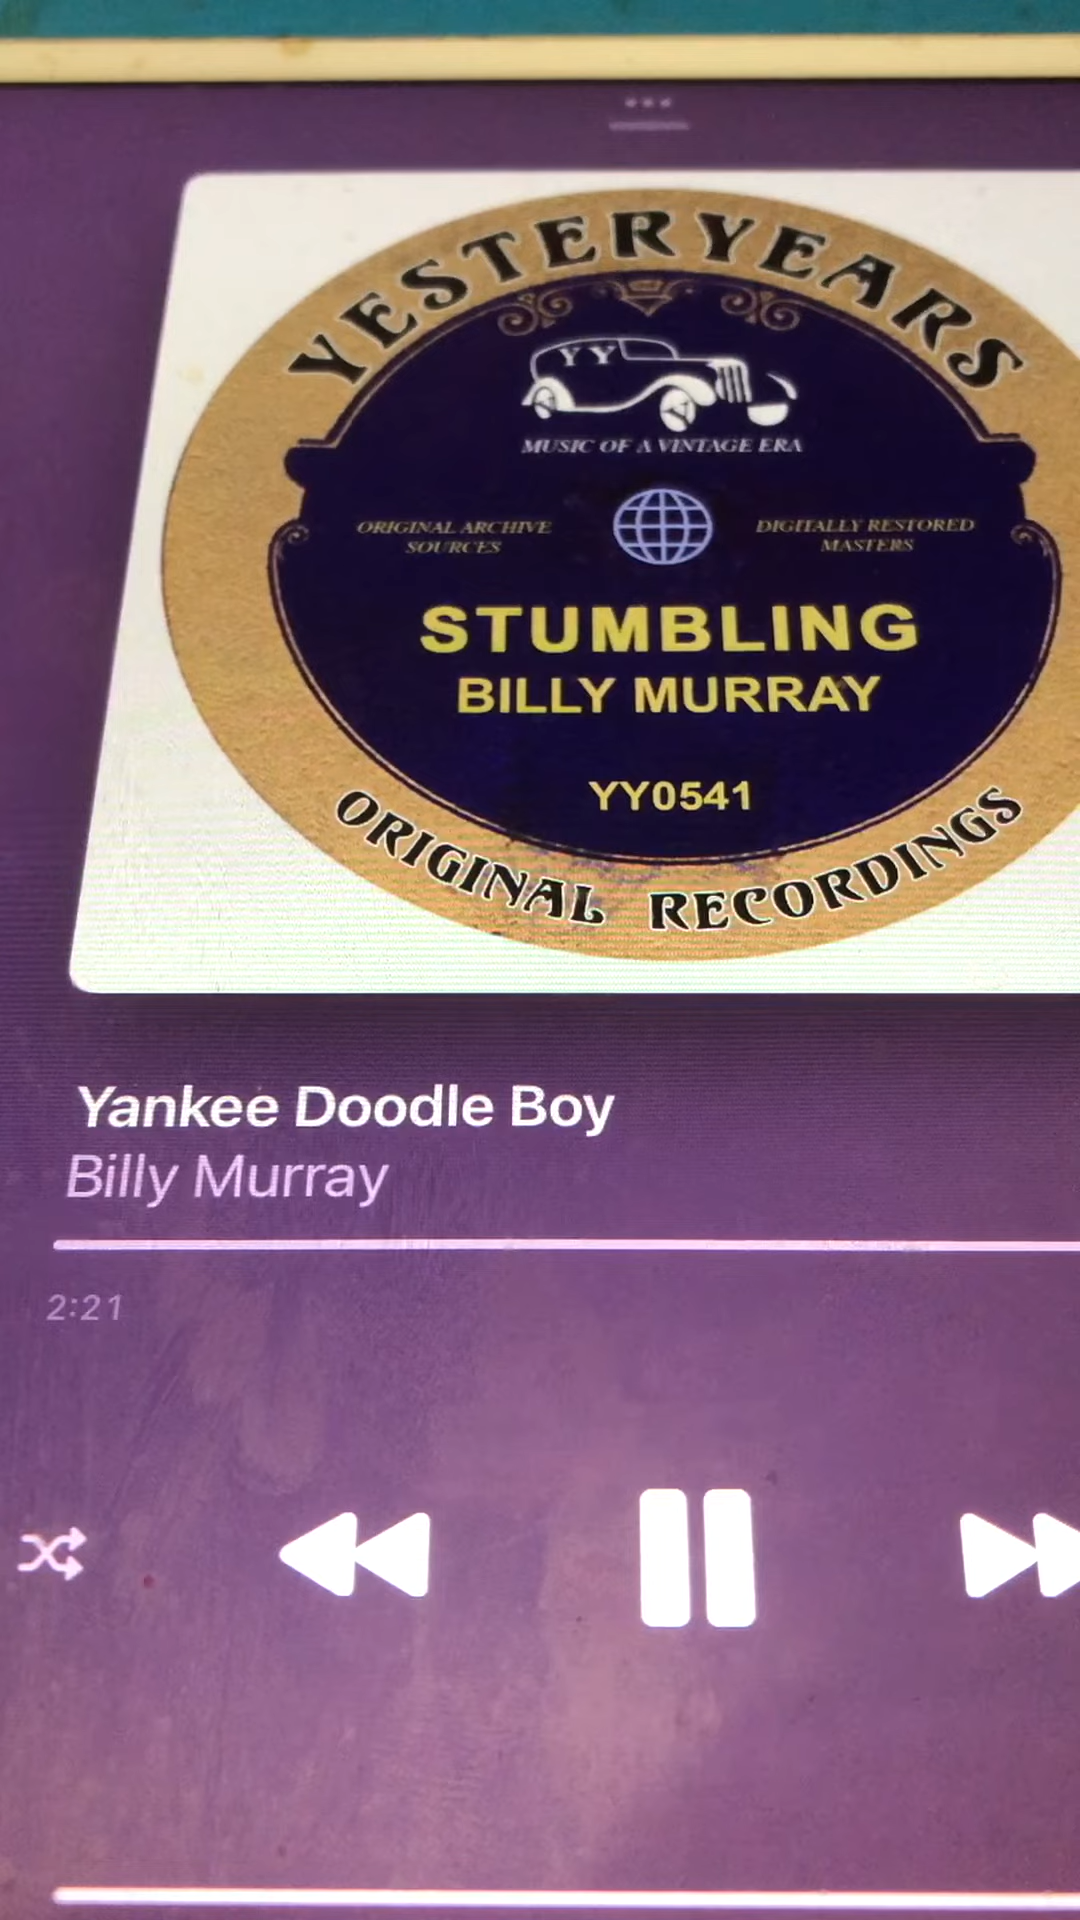 YESTERYEARS
YY
MUSIC OF A VINTAGE ERA
ORIGINAL ARCHIVE
SOURCES
DIGITALLY RESTORED
MASTERS
STUMBLING
BILLY MURRAY
YY0541
ORIGINAL RECORDINGS
Yankee Doodle Boy
Billy Murray
2:21